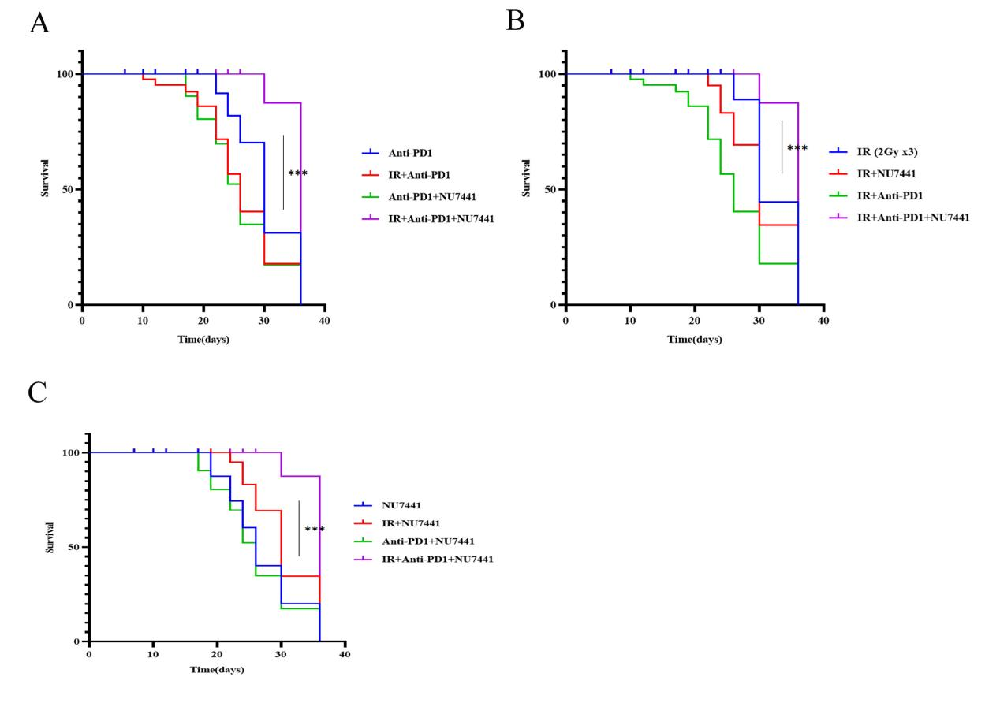 A
Survival
100
50
0
0 10 20 30 40
Time(days)
***
Anti-PD1
IR+Anti-PD1
Anti-PD1+NU7441
IR+Anti-PD1+NU7441
B
Survival
100
50
0
0 10 20 30 40
Time(days)
***
IR (2Gy x3)
IR+NU7441
IR+Anti-PD1
IR+Anti-PD1+NU7441
C
Survival
100
50
0
0 10 20 30 40
Time(days)
***
NU7441
IR+NU7441
Anti-PD1+NU7441
IR+Anti-PD1+NU7441